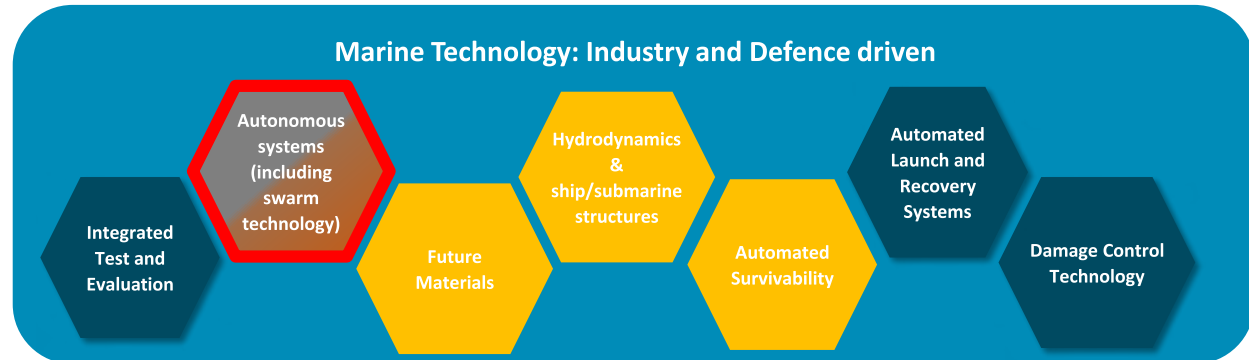 Marine Technology: Industry and Defence driven
Integrated
Test and
Evaluation
Autonomous
systems
(including
swarm
technology)
Future
Materials
Hydrodynamics
&
ship/submarine
structures
Automated
Survivability
Automated
Launch and
Recovery
Systems
Damage Control
Technology